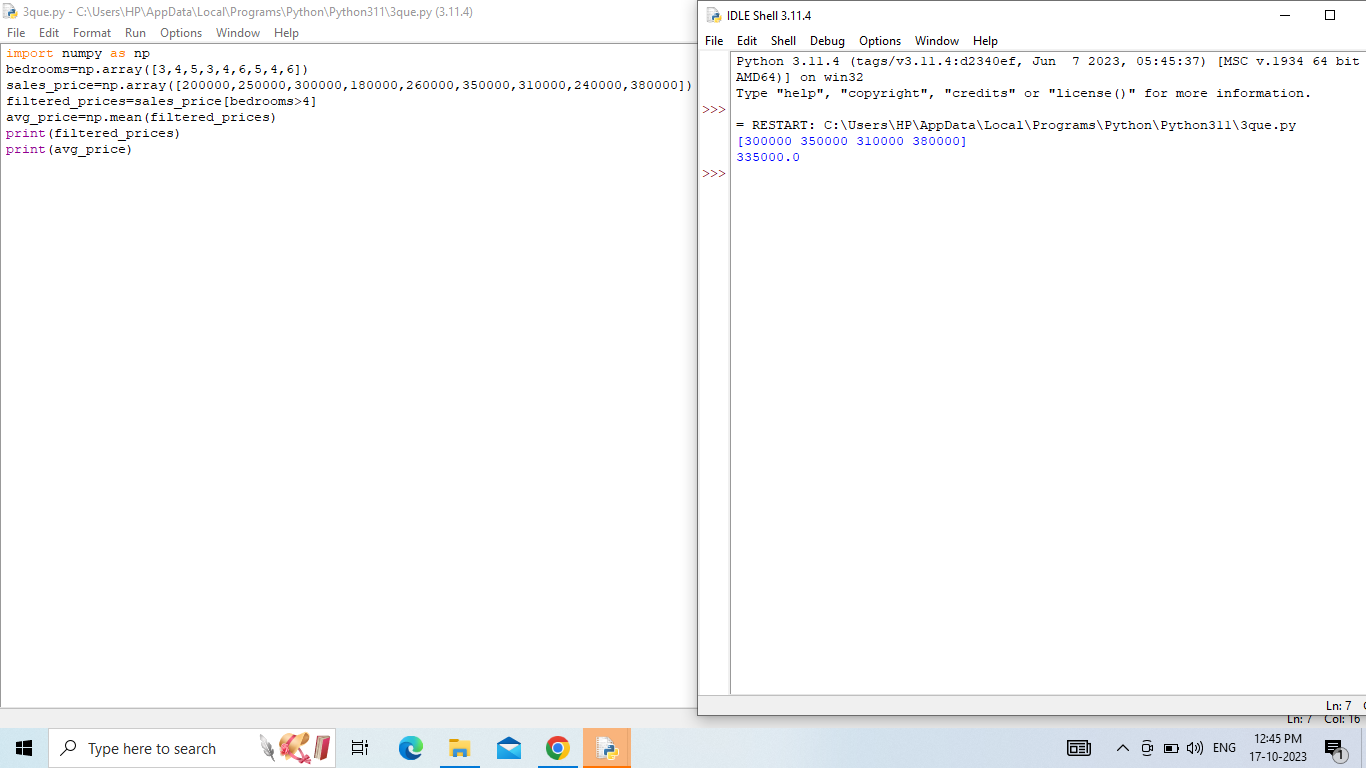 3que.py - C:\Users\HP\AppData\Local\Programs\Python\Python311\3que.py (3.11.4)
File Edit Format Run Options Window Help
import numpy as np
bedrooms=np.array([3,4,5,3,4,6,5,4,6])
sales_price=np.array([200000,250000,300000,180000,260000,350000,310000,240000,380000])
filtered_prices=sales_price[bedrooms>4]
avg_price=np.mean(filtered_prices)
print(filtered_prices)
print(avg_price)
IDLE Shell 3.11.4
File Edit Shell Debug Options Window Help
Python 3.11.4 (tags/v3.11.4:d2340ef, Jun  7 2023, 05:45:37) [MSC v.1934 64 bit
AMD64)] on win32
Type "help", "copyright", "credits" or "license()" for more information.
>>>
= RESTART: C:\Users\HP\AppData\Local\Programs\Python\Python311\3que.py
[300000 350000 310000 380000]
335000.0
>>>
Ln: 7
Ln: 7 Col: 16
Type here to search
ENG
12:45 PM
17-10-2023
1